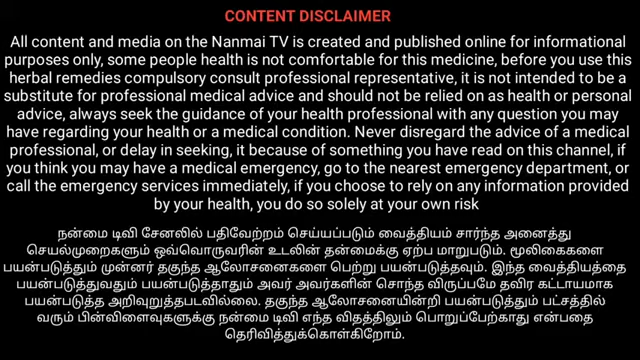 CONTENT DISCLAIMER
All content and media on the Nanmai TV is created and published online for informational
purposes only, some people health is not comfortable for this medicine, before you use this
herbal remedies compulsory consult professional representative, it is not intended to be a
substitute for professional medical advice and should not be relied on as health or personal
advice, always seek the guidance of your health professional with any question you may
have regarding your health or a medical condition. Never disregard the advice of a medical
professional, or delay in seeking, it because of something you have read on this channel, if
you think you may have a medical emergency, go to the nearest emergency department, or
call the emergency services immediately, if you choose to rely on any information provided
by your health, you do so solely at your own risk
நன்மை டிவி சேனலில் பதிவேற்றம் செய்யப்படும் வைத்தியம் சார்ந்த அனைத்து
செயல்முறைகளும் ஒவ்வொருவரின் உடலின் தன்மைக்கு ஏற்ப மாறுபடும். மூலிகைகளை
பயன்படுத்தும் முன்னர் தகுந்த ஆலோசனைகளை பெற்று பயன்படுத்தவும். இந்த வைத்தியத்தை
பயன்படுத்துவதும் பயன்படுத்தாதும் அவர் அவர்களின் சொந்த விருப்பமே தவிர கட்டாயமாக
பயன்படுத்த அறிவுறுத்தபடவில்லை. தகுந்த ஆலோசனையின்றி பயன்படுத்தும் பட்சத்தில்
வரும் பின்விளைவுகளுக்கு நன்மை டிவி எந்த விதத்திலும் பொறுப்பேற்காது என்பதை
தெரிவித்துக்கொள்கிறோம்.